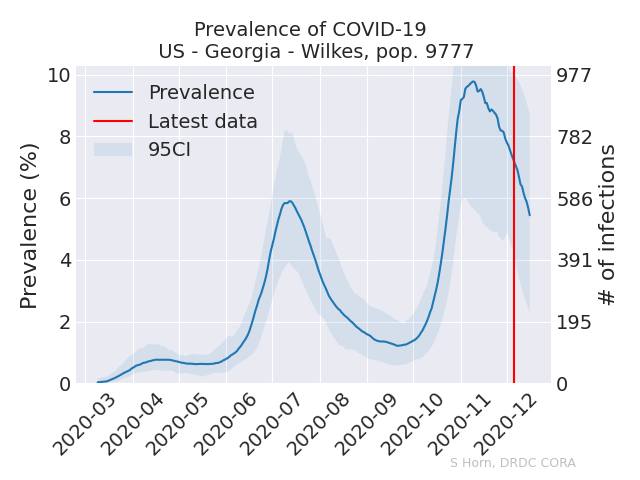 Prevalence of COVID-19
US - Georgia - Wilkes, pop. 9777
Prevalence
Latest data
95CI
Prevalence (%)
10
8
6
4
2
0
977
782
586
391
195
0
# of infections
2020-03
2020-04
2020-05
2020-06
2020-07
2020-08
2020-09
2020-10
2020-11
2020-12
S Horn, DRDC CORA